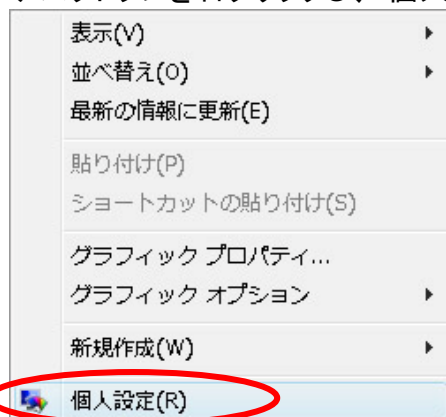 表示(V)
並べ替え(O)
最新の情報に更新(E)
貼り付け(P)
ショートカットの貼り付け(S)
グラフィック プロパティ...
グラフィック オプション
新規作成(W)
個人設定(R)